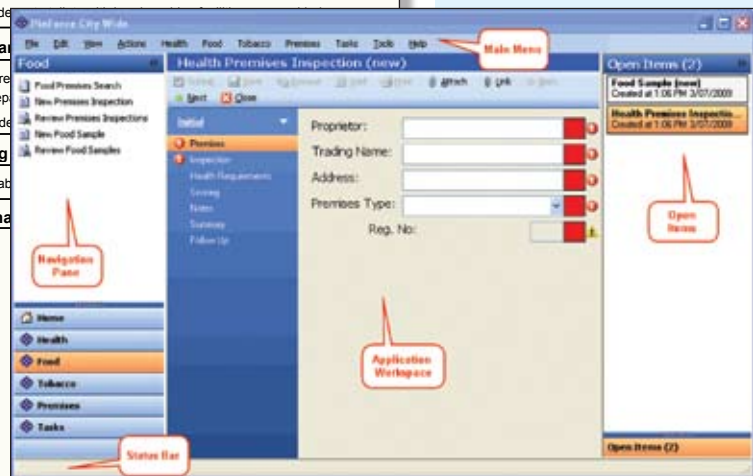 PinForce City Wide
File Edit View Actions Health Food Tobacco Premises Tasks Tools Help
Main Menu
Food
Health Premises Inspection (new)
Open Items (2)
Attach Link
Next Close
Food Premises Search
New Premises Inspection
Review Premises Inspections
New Food Sample
Review Food Samples
Initial
Premises
Inspection
Health Requirements
Scoring
Notes
Summary
Follow Up
Proprietor:
Trading Name:
Address:
Premises Type:
Reg. No:
Food Sample (new)
Created at 1:06 PM 3/07/2009
Health Premises Inspectio...
Created at 1:06 PM 3/07/2009
Open
Items
Navigation
Pane
Application
Workspace
Home
Health
Food
Tobacco
Premises
Tasks
Status Bar
Open Items (2)